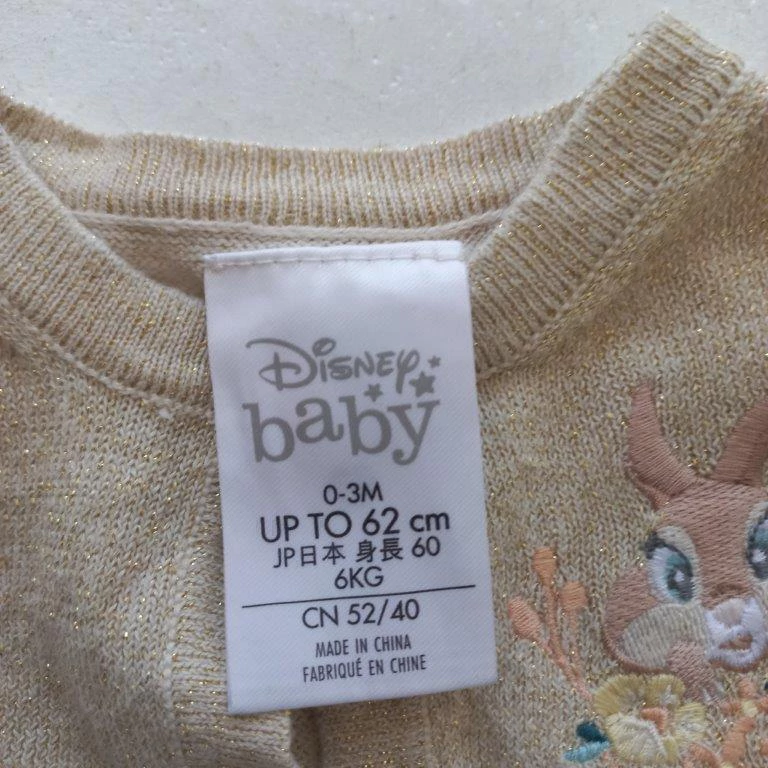 Disney
baby
0-3M
UP TO 62 cm
JP日本 身長 60
6KG
CN 52/40
MADE IN CHINA
FABRIQUÉ EN CHINE